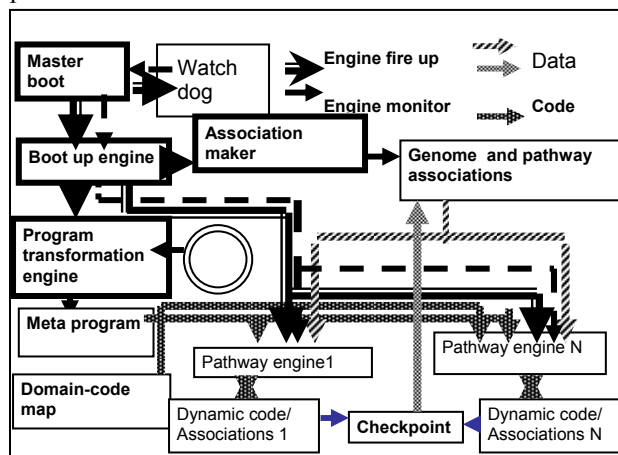 Master
boot
Watch
dog
Engine fire up
Engine monitor
Data
Code
Boot up engine
Association
maker
Genome and pathway
associations
Program
transformation
engine
Meta program
Pathway engine1
Pathway engine N
Domain-code
map
Dynamic code/
Associations 1
Checkpoint
Dynamic code/
Associations N